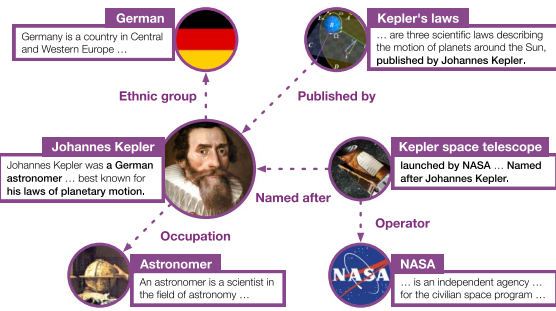 German
Germany is a country in Central
and Western Europe …
Kepler's laws
… are three scientific laws describing
the motion of planets around the Sun,
published by Johannes Kepler.
Ethnic group
Published by
Johannes Kepler
Johannes Kepler was a German
astronomer … best known for
his laws of planetary motion.
Kepler space telescope
launched by NASA … Named
after Johannes Kepler.
Named after
Occupation
Operator
Astronomer
An astronomer is a scientist in
the field of astronomy …
NASA
NASA
… is an independent agency …
for the civilian space program …